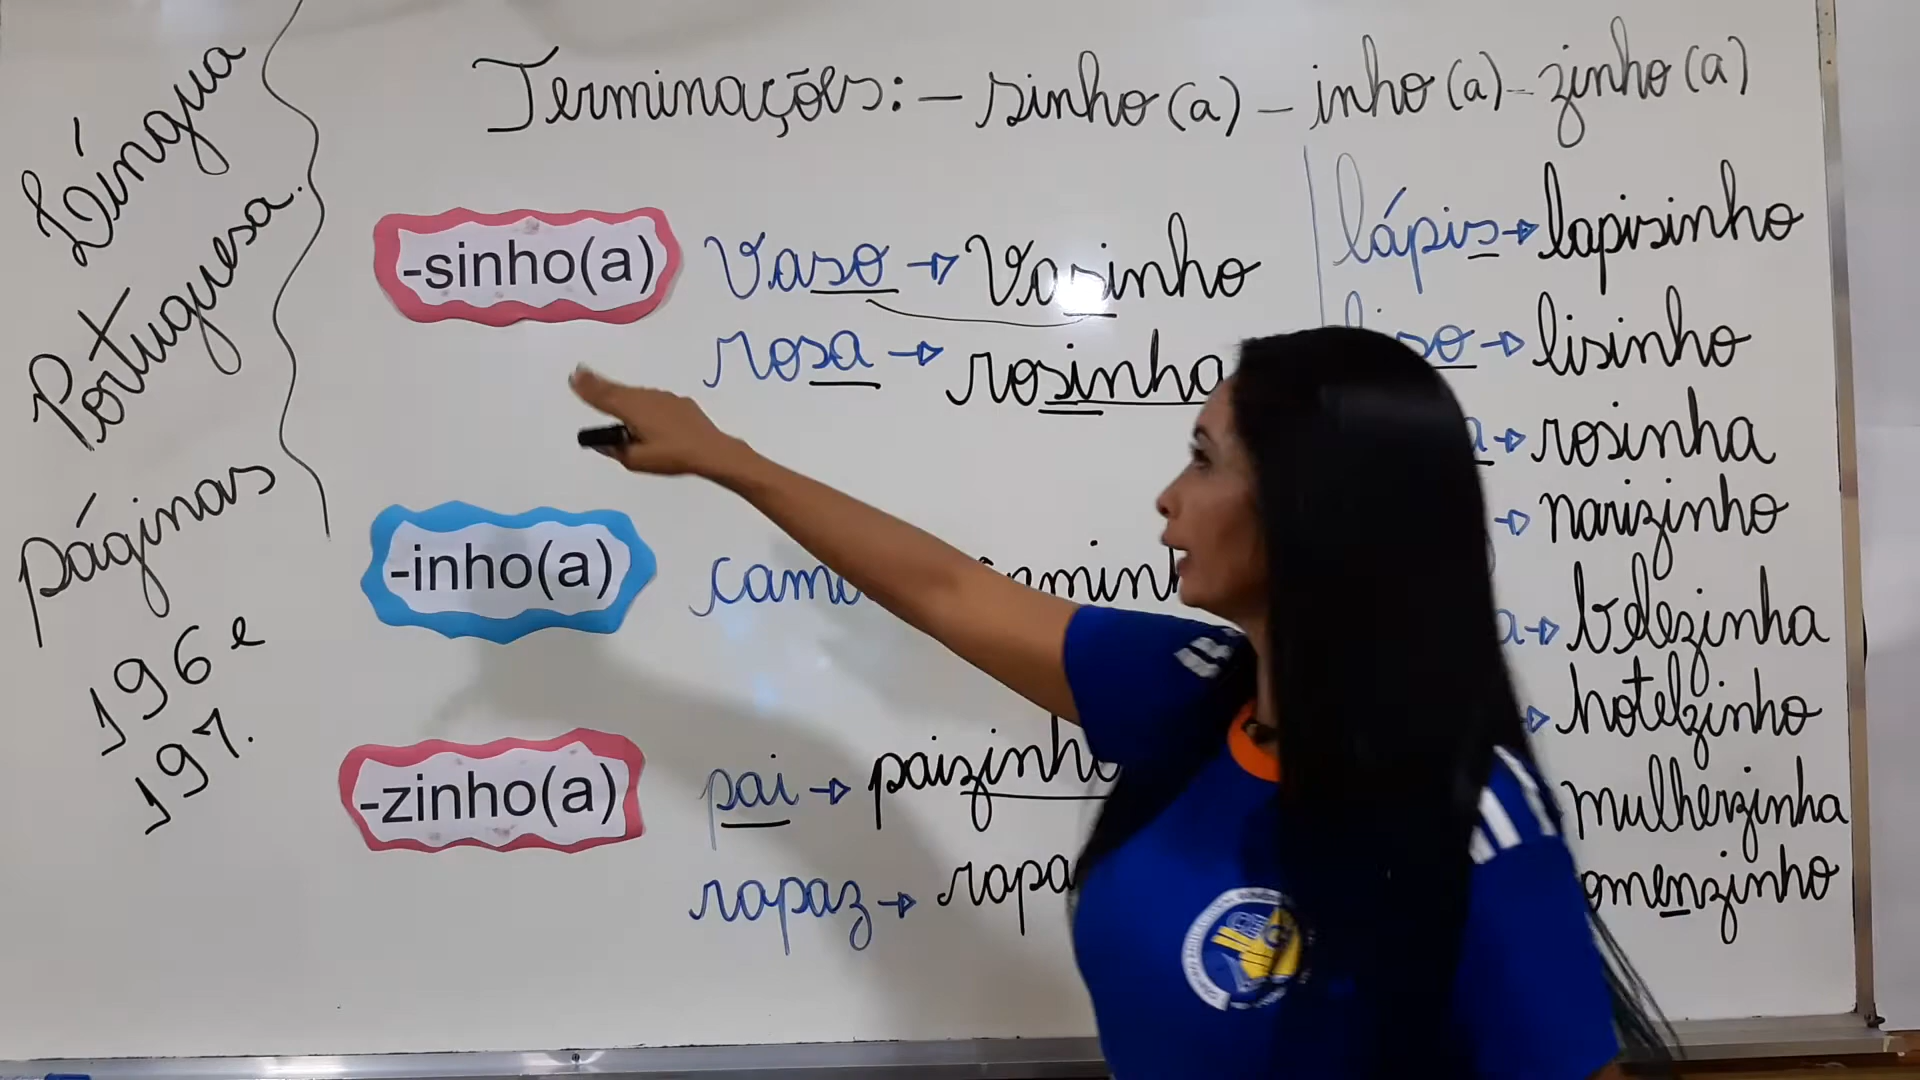 Língua
Portuguesa.
páginas
196 e
197.
Terminações: - sinho(a) - inho(a) - zinho(a)
-sinho(a)
vaso → vasinho
rosa → rosinha
-inho(a)
-zinho(a)
pai →
rapaz →
lápis → lapisinho
→ lisinho
→ rosinha
→ narizinho
→ belezinha
hotelzinho
mulherzinha